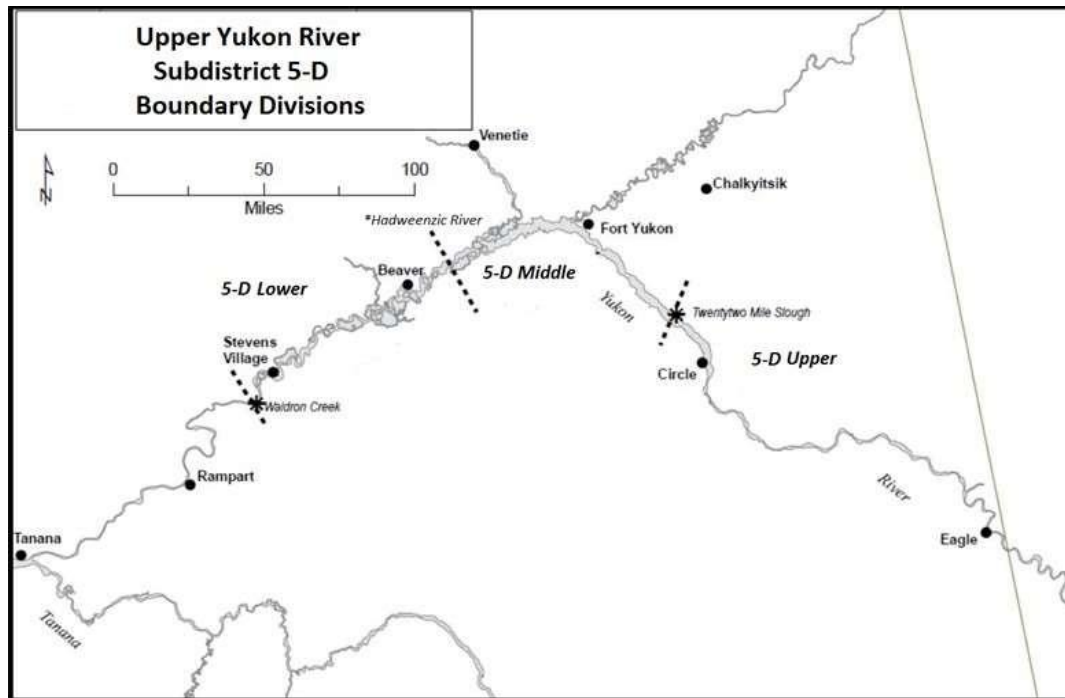 Upper Yukon River
Subdistrict 5-D
Boundary Divisions
Venetie
N
0
50
100
Miles
Chalkyitsik
*Hadweenzic River
Fort Yukon
Beaver
5-D Middle
5-D Lower
Yukon
Twentytwo Mile Slough
Stevens
Village
5-D Upper
Circle
Waldron Creek
Rampart
River
Tanana
Eagle
Tanana